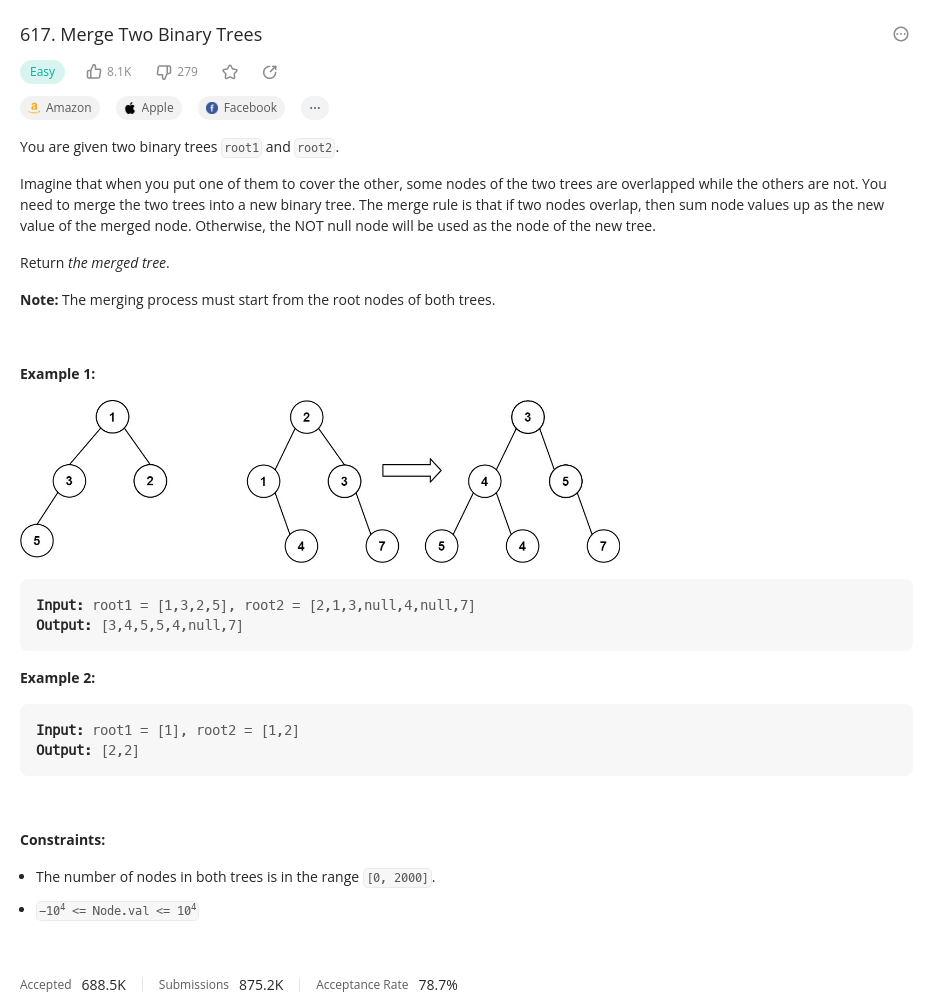 617. Merge Two Binary Trees
Easy 8.1K 279
Amazon Apple Facebook ...
You are given two binary trees root1 and root2.
Imagine that when you put one of them to cover the other, some nodes of the two trees are overlapped while the others are not. You
need to merge the two trees into a new binary tree. The merge rule is that if two nodes overlap, then sum node values up as the new
value of the merged node. Otherwise, the NOT null node will be used as the node of the new tree.
Return the merged tree.
Note: The merging process must start from the root nodes of both trees.
Example 1:
1 2 3
3 2 1 3 4 5
5 4 7 5 4 7
Input: root1 = [1,3,2,5], root2 = [2,1,3,null,4,null,7]
Output: [3,4,5,5,4,null,7]
Example 2:
Input: root1 = [1], root2 = [1,2]
Output: [2,2]
Constraints:
• The number of nodes in both trees is in the range [0, 2000].
• −10⁴ <= Node.val <= 10⁴
Accepted 688.5K Submissions 875.2K Acceptance Rate 78.7%